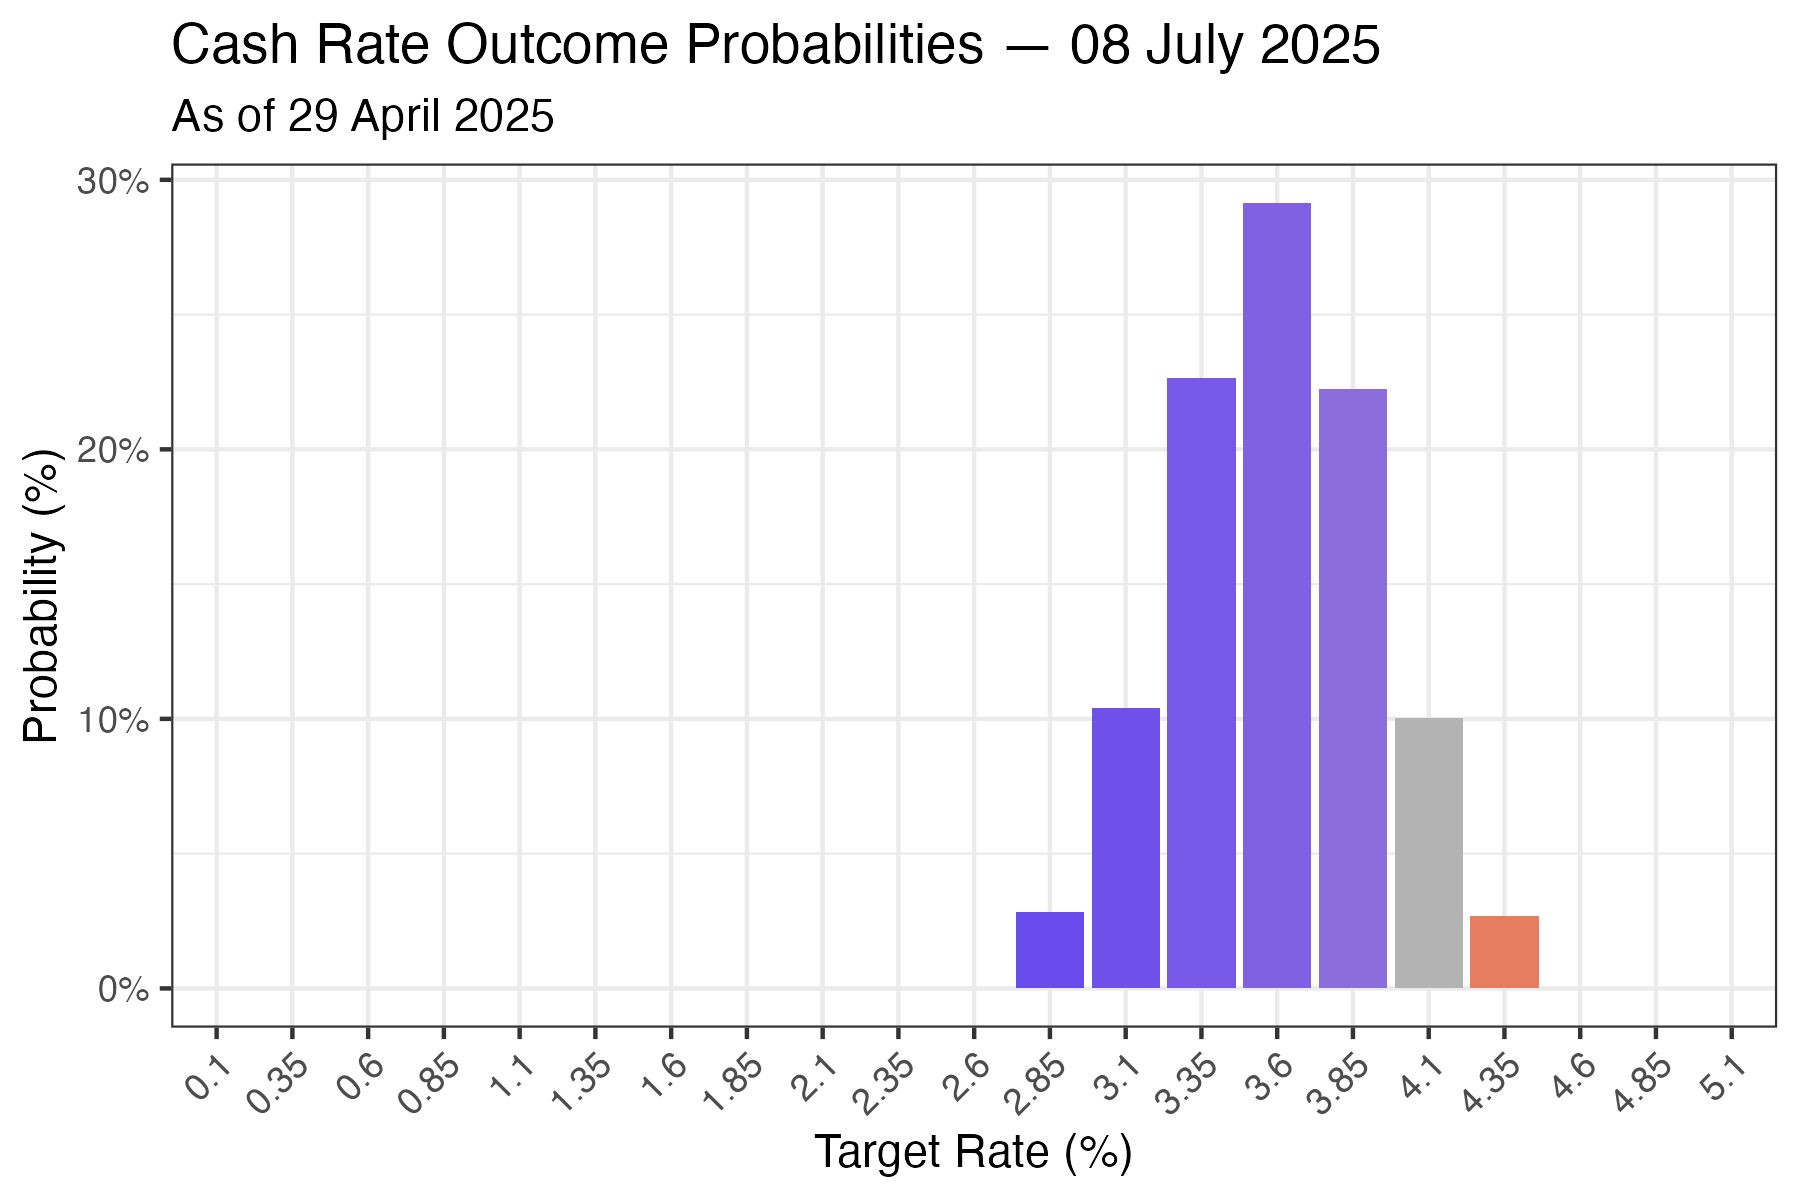 Cash Rate Outcome Probabilities — 08 July 2025
As of 29 April 2025
Probability (%)
30%
20%
10%
0%
0.1 0.35 0.6 0.85 1.1 1.35 1.6 1.85 2.1 2.35 2.6 2.85 3.1 3.35 3.6 3.85 4.1 4.35 4.6 4.85 5.1
Target Rate (%)